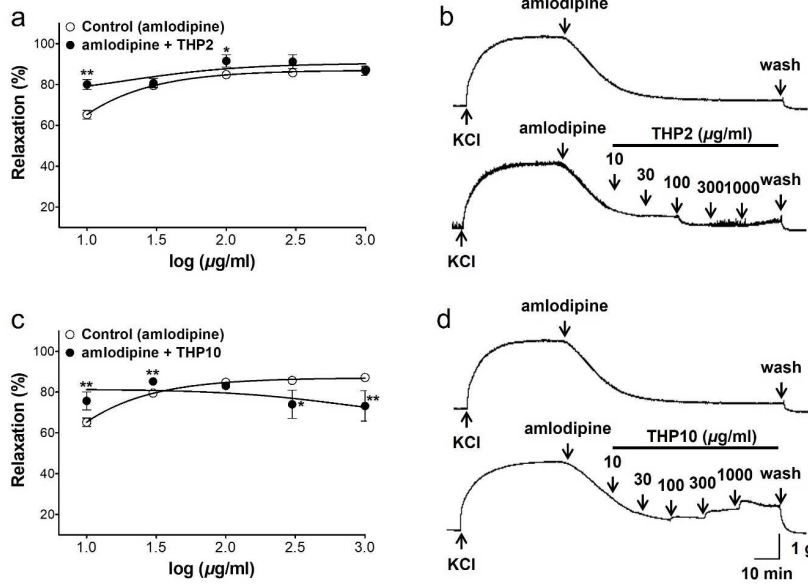 a
Control (amlodipine)
amlodipine + THP2
Relaxation (%)
100
80
60
40
20
**
*
1.0 1.5 2.0 2.5 3.0
log (µg/ml)
b
amlodipine
wash
KCl
amlodipine
THP2 (µg/ml)
10
30
100
300
1000
wash
KCl
c
Control (amlodipine)
amlodipine + THP10
Relaxation (%)
100
80
60
40
20
**
**
*
**
1.0 1.5 2.0 2.5 3.0
log (µg/ml)
d
amlodipine
wash
KCl
amlodipine
THP10 (µg/ml)
10
30
100
300
1000
wash
KCl
1 g
10 min